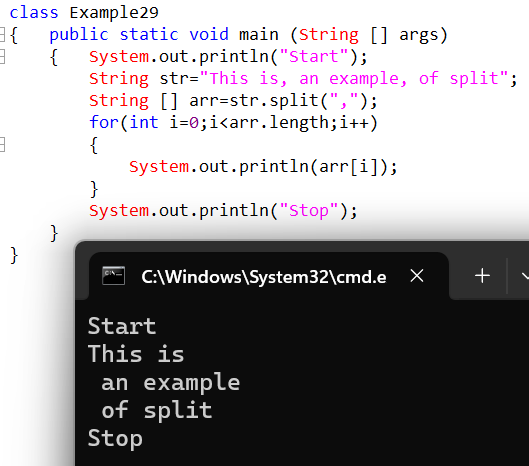 class Example29
{   public static void main (String [] args)
    {   System.out.println("Start");
        String str="This is, an example, of split";
        String [] arr=str.split(",");
        for(int i=0;i<arr.length;i++)
        {
            System.out.println(arr[i]);
        }
        System.out.println("Stop");
    }
}
C:\Windows\System32\cmd.e
Start
This is
 an example
 of split
Stop